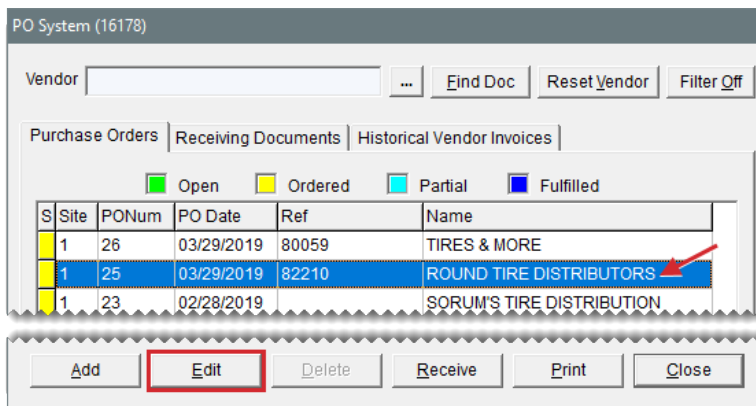 PO System (16178)
Vendor ... Find Doc Reset Vendor Filter Off
Purchase Orders Receiving Documents Historical Vendor Invoices
Open Ordered Partial Fulfilled
S Site PONum PO Date Ref Name
1 26 03/29/2019 80059 TIRES & MORE
1 25 03/29/2019 82210 ROUND TIRE DISTRIBUTORS
1 23 02/28/2019 SORUM'S TIRE DISTRIBUTION
Add Edit Delete Receive Print Close